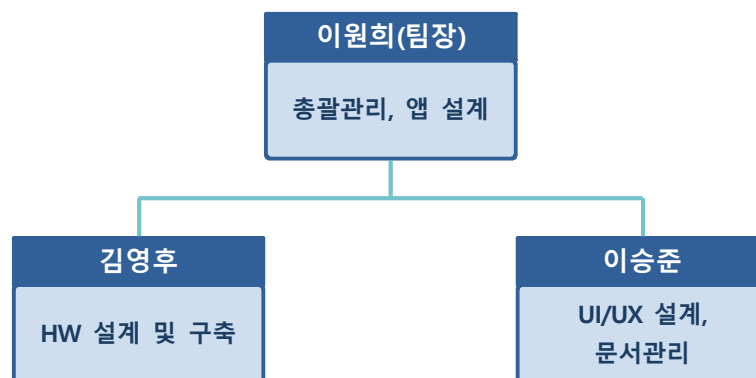 이원희(팀장)
총괄관리, 앱 설계
김영후
HW 설계 및 구축
이승준
UI/UX 설계,
문서관리